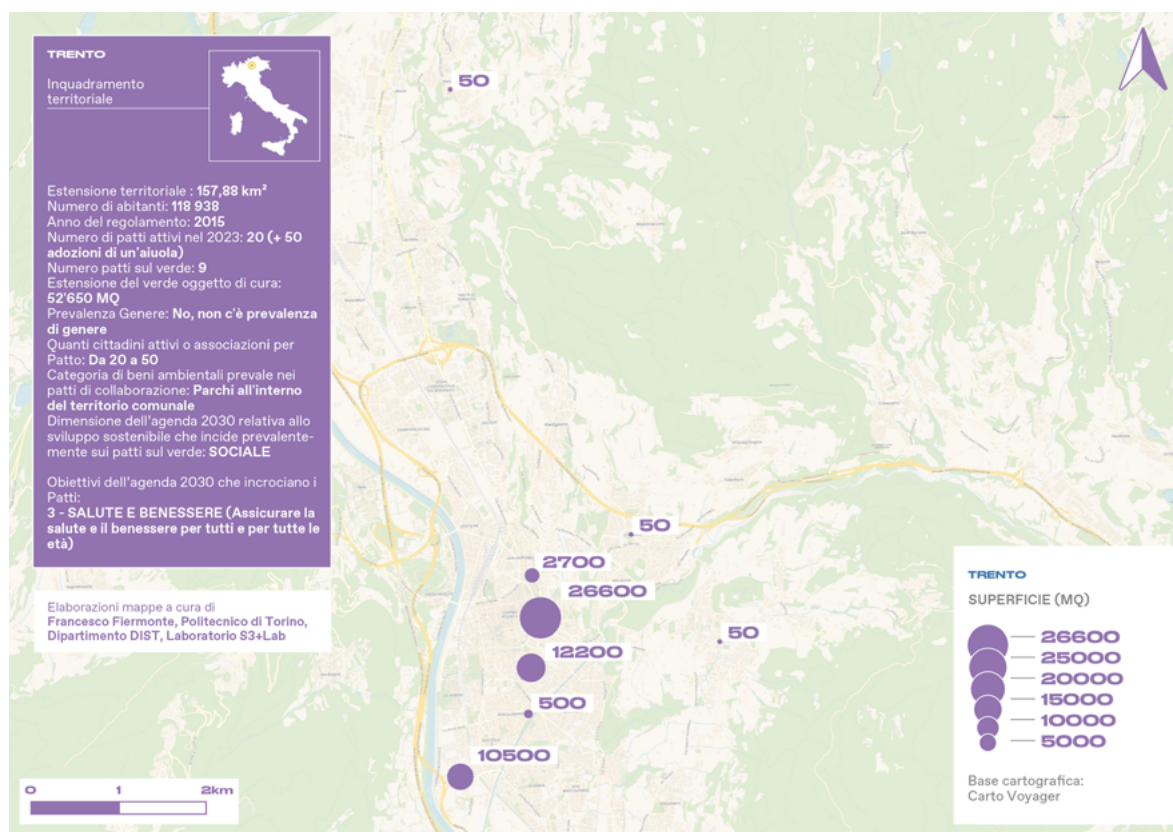 TRENTO
Inquadramento
territoriale
Estensione territoriale : 157,88 km²
Numero di abitanti: 118 938
Anno del regolamento: 2015
Numero di patti attivi nel 2023: 20 (+ 50
adozioni di un'aiuola)
Numero patti sul verde: 9
Estensione del verde oggetto di cura:
52'650 MQ
Prevalenza Genere: No, non c'è prevalenza
di genere
Quanti cittadini attivi o associazioni per
Patto: Da 20 a 50
Categoria di beni ambientali prevale nei
patti di collaborazione: Parchi all'interno
del territorio comunale
Dimensione dell'agenda 2030 relativa allo
sviluppo sostenibile che incide prevalente-
mente sui patti sul verde: SOCIALE
Obiettivi dell'agenda 2030 che incrociano i
Patti:
3 - SALUTE E BENESSERE (Assicurare la
salute e il benessere per tutti e per tutte le
età)
Elaborazioni mappe a cura di
Francesco Fiermonte, Politecnico di Torino,
Dipartimento DIST, Laboratorio S3+Lab
50
50
2700
26600
50
12200
500
10500
0 1 2km
TRENTO
SUPERFICIE (MQ)
26600
25000
20000
15000
10000
5000
Base cartografica:
Carto Voyager